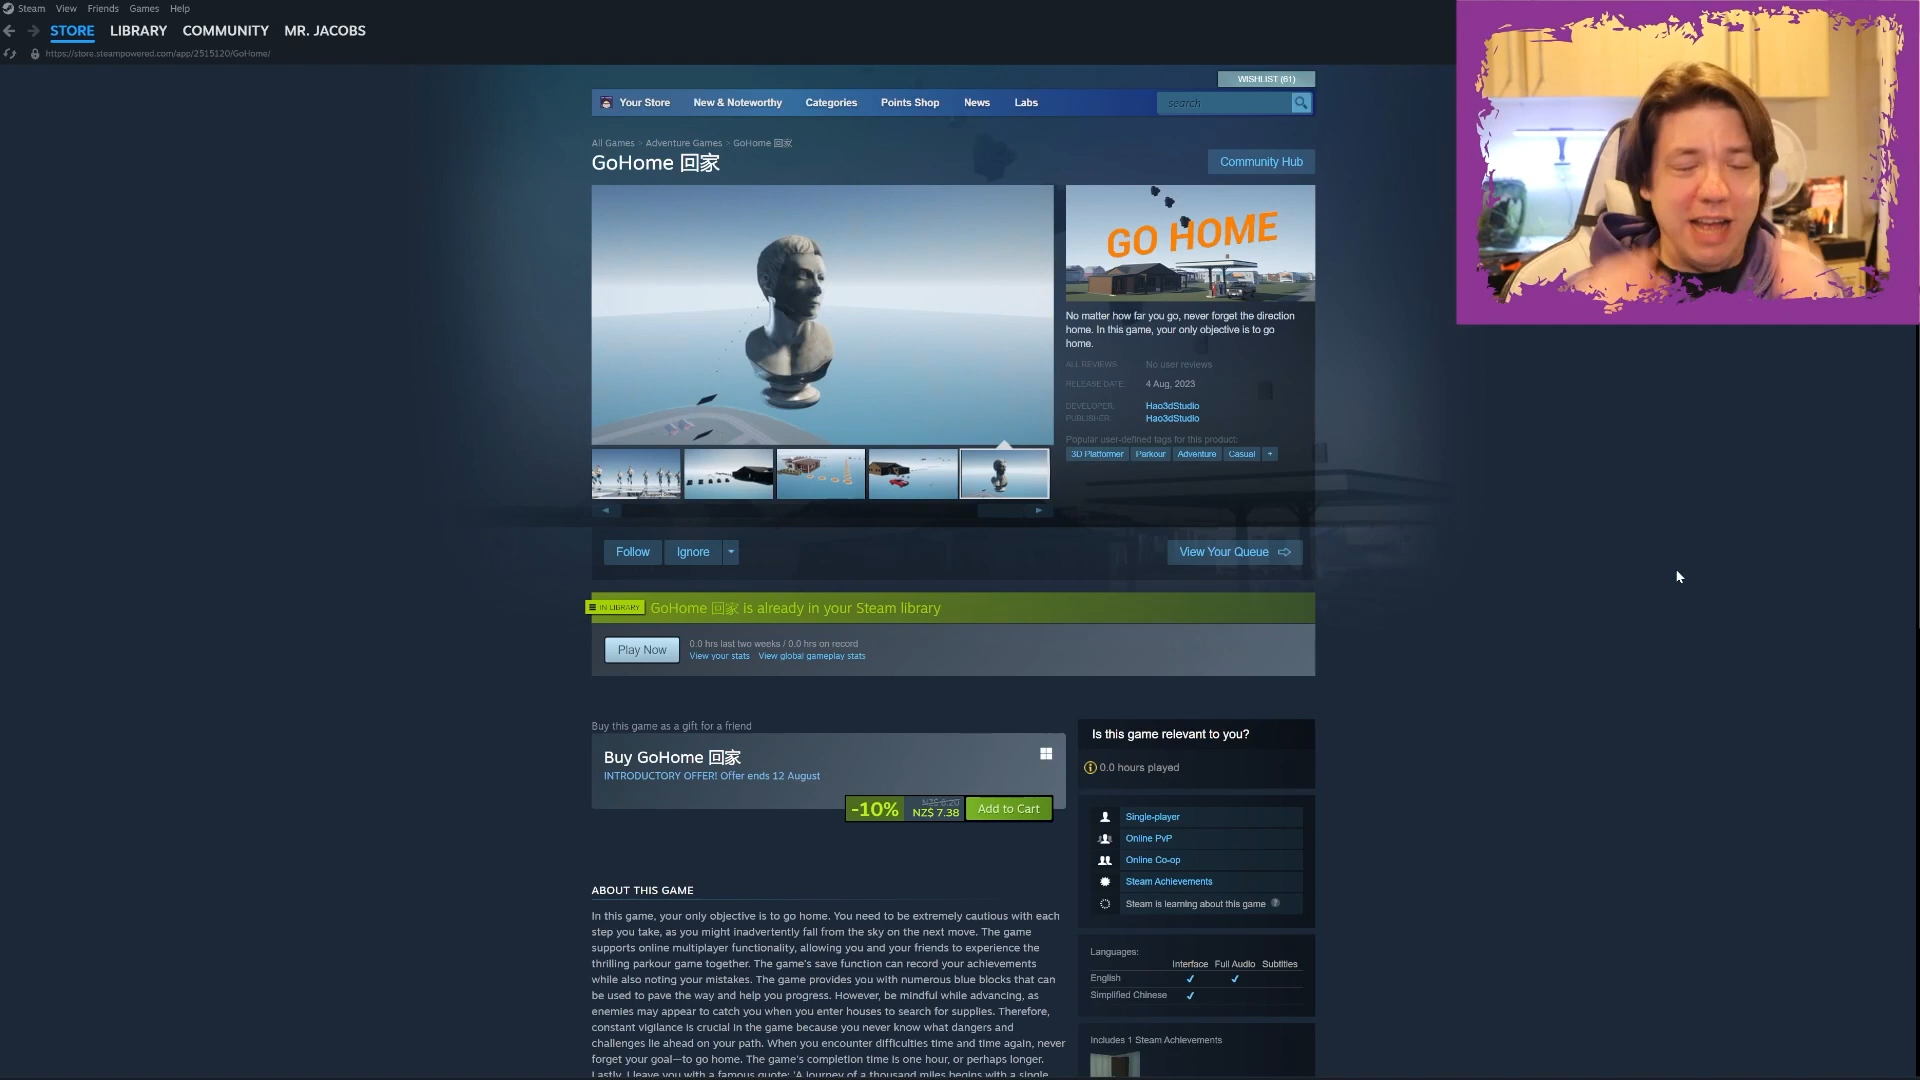 Steam View Friends Games Help
STORE LIBRARY COMMUNITY MR. JACOBS
https://store.steampowered.com/app/2515120/GoHome/
WISHLIST (61)
Your Store New & Noteworthy Categories Points Shop News Labs search
All Games > Adventure Games > GoHome 回家
GoHome 回家
Community Hub
GO HOME
No matter how far you go, never forget the direction
home. In this game, your only objective is to go
home.
ALL REVIEWS: No user reviews
RELEASE DATE: 4 Aug, 2023
DEVELOPER: Hao3dStudio
PUBLISHER: Hao3dStudio
Popular user-defined tags for this product:
3D Platformer Parkour Adventure Casual +
Follow Ignore View Your Queue
IN LIBRARY GoHome 回家 is already in your Steam library
Play Now
0.0 hrs last two weeks / 0.0 hrs on record
View your stats View global gameplay stats
Buy this game as a gift for a friend
Buy GoHome 回家
INTRODUCTORY OFFER! Offer ends 12 August
-10% NZ$ 8.20
NZ$ 7.38 Add to Cart
Is this game relevant to you?
0.0 hours played
Single-player
Online PvP
Online Co-op
Steam Achievements
Steam is learning about this game ?
Languages:
Interface Full Audio Subtitles
English ✔ ✔
Simplified Chinese ✔
Includes 1 Steam Achievements
ABOUT THIS GAME
In this game, your only objective is to go home. You need to be extremely cautious with each
step you take, as you might inadvertently fall from the sky on the next move. The game
supports online multiplayer functionality, allowing you and your friends to experience the
thrilling parkour game together. The game's save function can record your achievements
while also noting your mistakes. The game provides you with numerous blue blocks that can
be used to pave the way and help you progress. However, be mindful while advancing, as
enemies may appear to catch you when you enter houses to search for supplies. Therefore,
constant vigilance is crucial in the game because you never know what dangers and
challenges lie ahead on your path. When you encounter difficulties time and time again, never
forget your goal—to go home. The game's completion time is one hour, or perhaps longer.
Lastly, I leave you with a famous quote: 'A journey of a thousand miles begins with a single